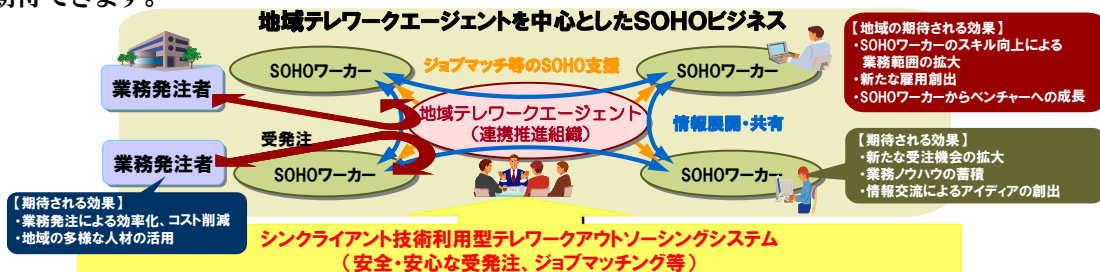 期待できます。
地域テレワークエージェントを中心としたSOHOビジネス
業務発注者
業務発注者
受発注
SOHOワーカー
SOHOワーカー
SOHOワーカー
SOHOワーカー
ジョブマッチ等のSOHO支援
地域テレワークエージェント
（連携推進組織）
情報展開・共有
【地域の期待される効果】
・SOHOワーカーのスキル向上による
業務範囲の拡大
・新たな雇用創出
・SOHOワーカーからベンチャーへの成長
【期待される効果】
・新たな受注機会の拡大
・業務ノウハウの蓄積
・情報交流によるアイディアの創出
【期待される効果】
・業務発注による効率化、コスト削減
・地域の多様な人材の活用
シンクライアント技術利用型テレワークアウトソーシングシステム
（安全・安心な受発注、ジョブマッチング等）